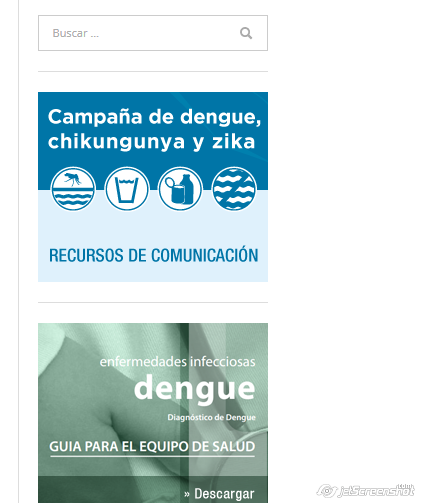 Buscar ...
Campaña de dengue,
chikungunya y zika
RECURSOS DE COMUNICACIÓN
enfermedades infecciosas
dengue
Diagnóstico de Dengue
GUIA PARA EL EQUIPO DE SALUD
» Descargar
jetScreenshot
.com